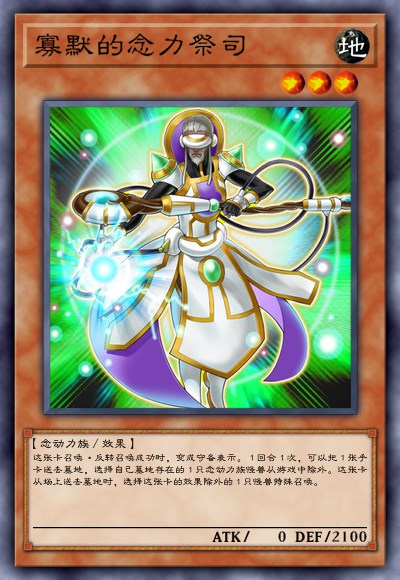 寡默的念力祭司
地
【念动力族／效果】
这张卡召唤·反转召唤成功时，变成守备表示。1回合1次，可以把1张手
卡送去墓地，选择自己墓地存在的1只念动力族怪兽从游戏中除外。这张卡
从场上送去墓地时，选择这张卡的效果除外的1只怪兽特殊召唤。
ATK/ 0 DEF/2100